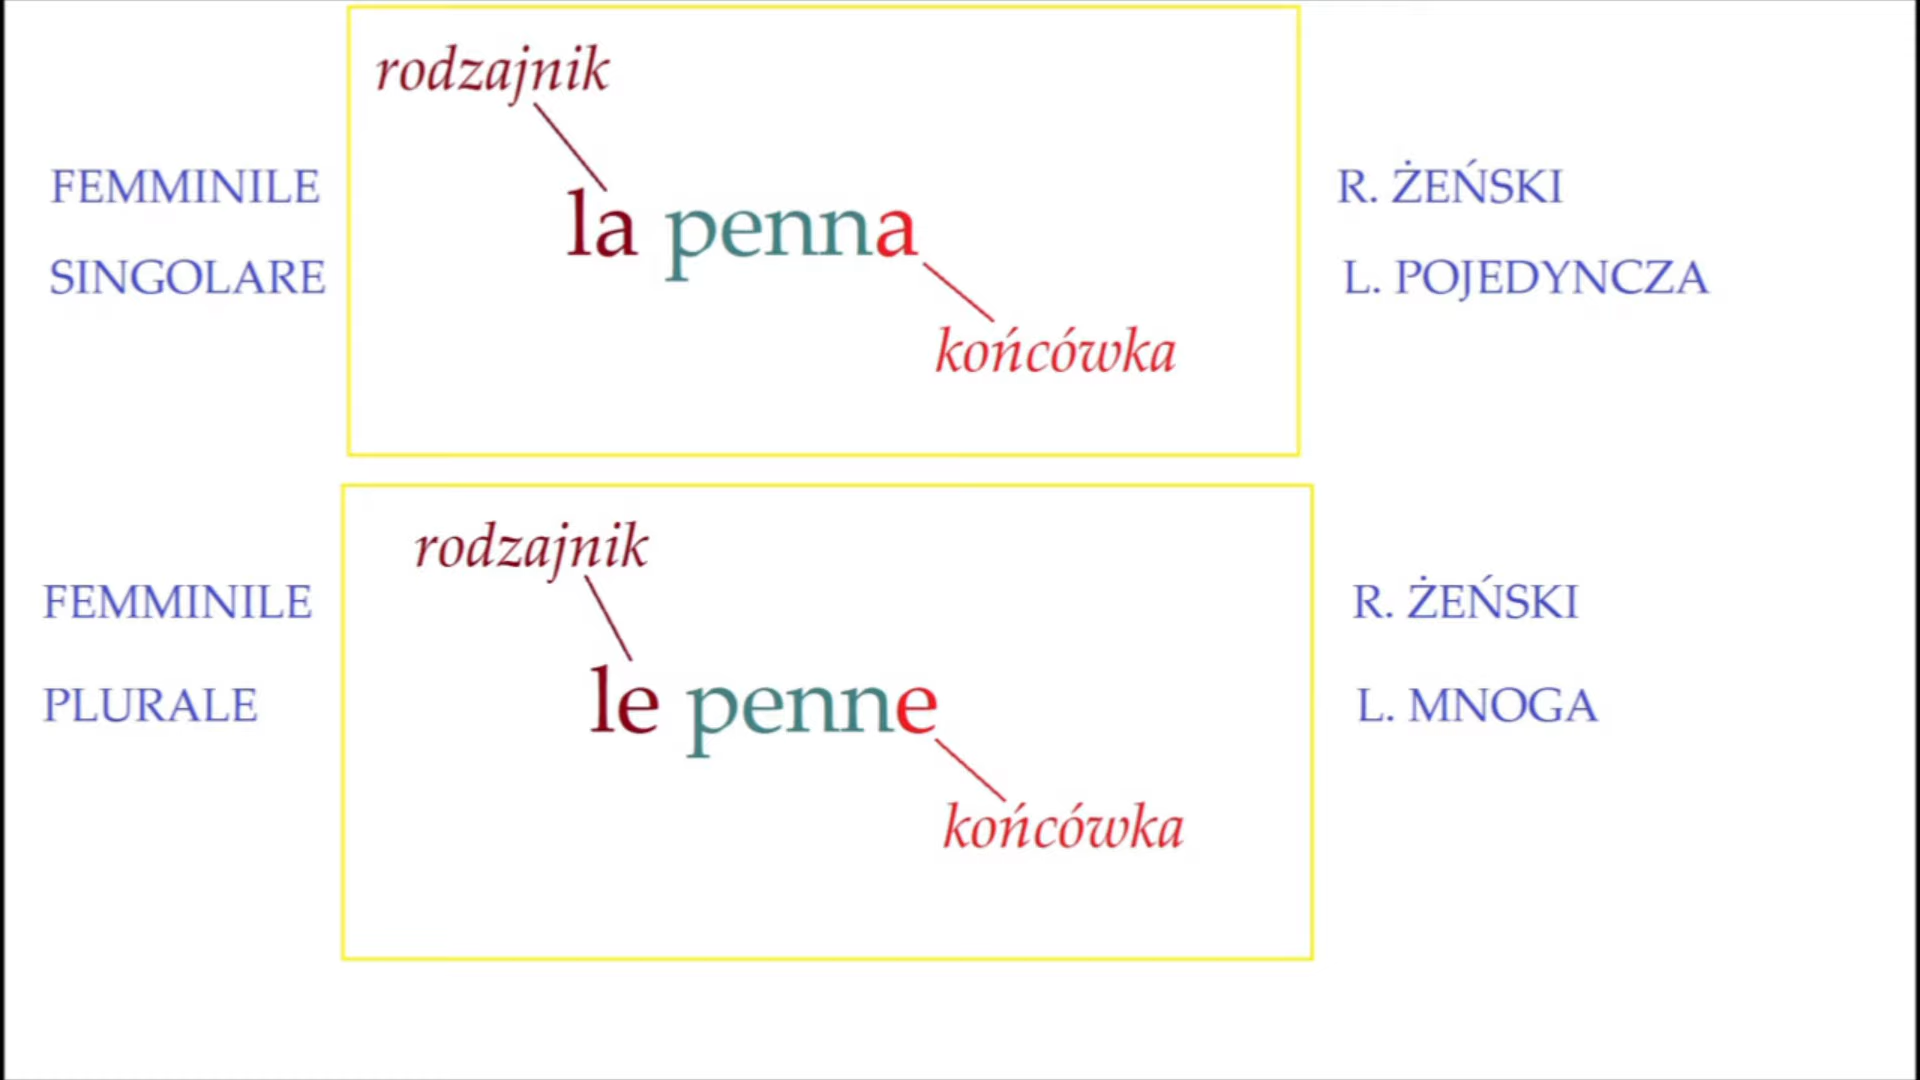 rodzajnik
FEMMINILE
SINGOLARE
la penna
końcówka
R. ŻEŃSKI
L. POJEDYNCZA
rodzajnik
FEMMINILE
PLURALE
le penne
końcówka
R. ŻEŃSKI
L. MNOGA